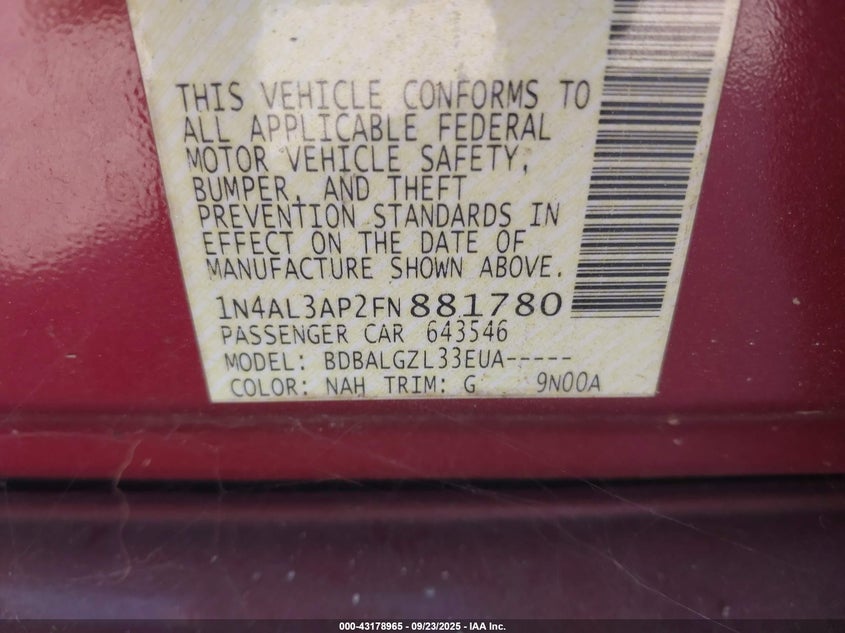 THIS VEHICLE CONFORMS TO
ALL APPLICABLE FEDERAL
MOTOR VEHICLE SAFETY,
BUMPER, AND THEFT
PREVENTION STANDARDS IN
EFFECT ON THE DATE OF
MANUFACTURE SHOWN ABOVE.
1N4AL3AP2FN881780
PASSENGER CAR 643546
MODEL: BDBALGZL33EUA-----
COLOR: NAH TRIM: G 9N00A
000-43178965 - 09/23/2025 - IAA Inc.